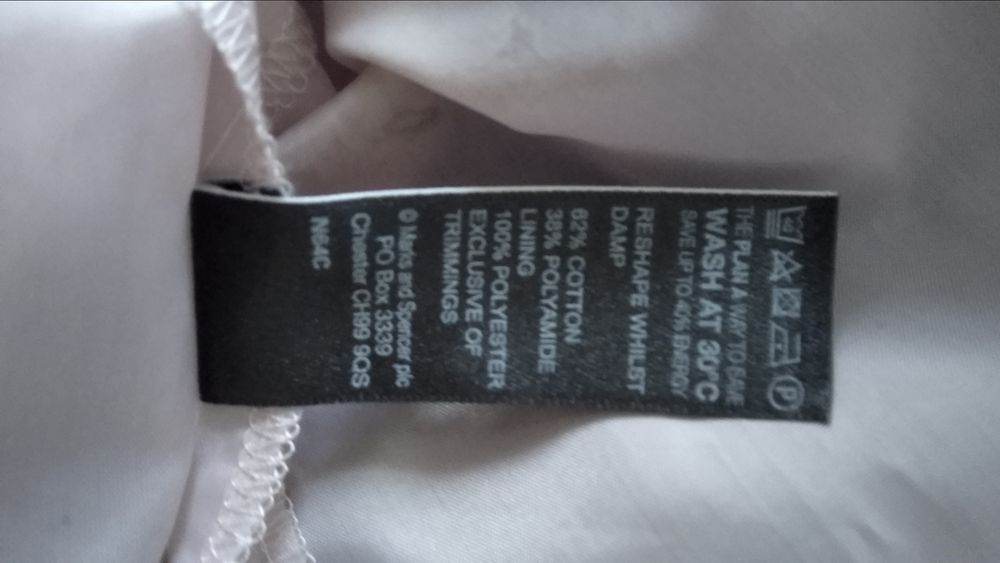 THE PLAN A WAY TO SAVE
WASH AT 30°C
SAVE UP TO 40% ENERGY
RESHAPE WHILST
DAMP
62% COTTON
38% POLYAMIDE
LINING
100% POLYESTER
EXCLUSIVE OF
TRIMMINGS
© Marks and Spencer plc
PO Box 3339
Chester CH99 9QS
N64C